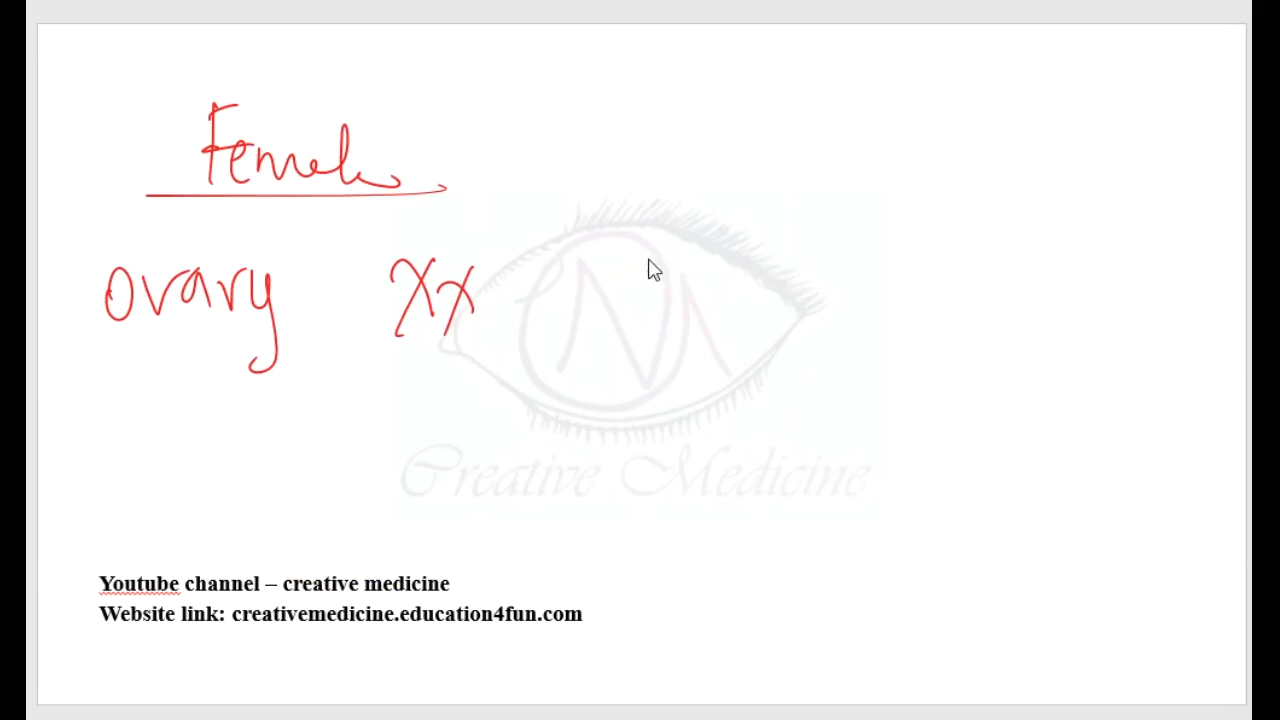 Female
ovary XX
Creative Medicine
Youtube channel – creative medicine
Website link: creativemedicine.education4fun.com